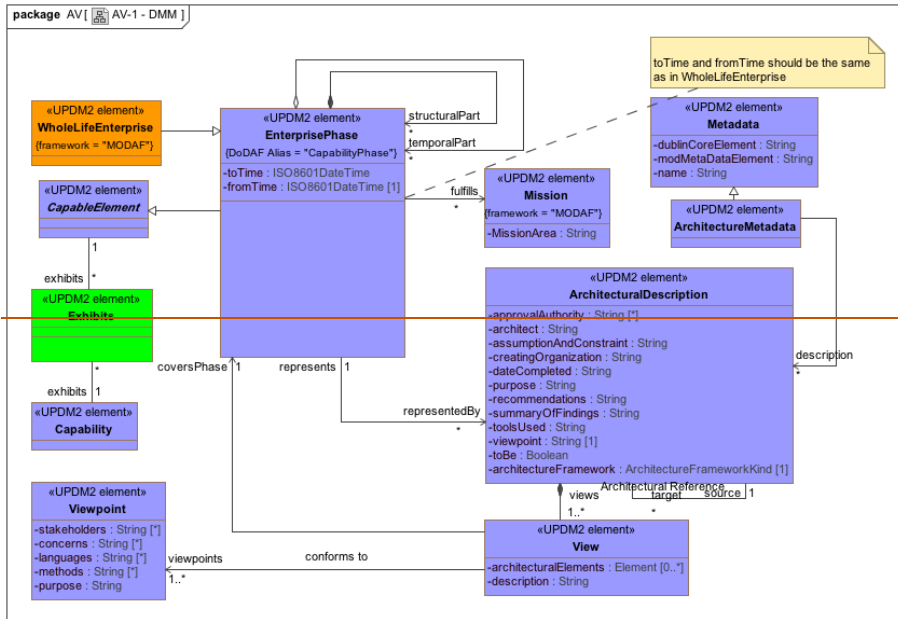 package AV[ AV-1 - DMM ]
toTime and fromTime should be the same
as in WholeLifeEnterprise
«UPDM2 element»
WholeLifeEnterprise
{framework = "MODAF"}
«UPDM2 element»
EnterprisePhase
{DoDAF Alias = "CapabilityPhase"}
-toTime : ISO8601DateTime
-fromTime : ISO8601DateTime [1]
structuralPart
*
temporalPart
*
«UPDM2 element»
Metadata
-dublinCoreElement : String
-modMetaDataElement : String
-name : String
«UPDM2 element»
CapableElement
fulfills
*
«UPDM2 element»
Mission
{framework = "MODAF"}
-MissionArea : String
«UPDM2 element»
ArchitectureMetadata
1
exhibits
*
«UPDM2 element»
Exhibits
*
exhibits
1
«UPDM2 element»
Capability
«UPDM2 element»
ArchitecturalDescription
-approvalAuthority : String [*]
-architect : String
-assumptionAndConstraint : String
-creatingOrganization : String
-dateCompleted : String
-purpose : String
-recommendations : String
-summaryOfFindings : String
-toolsUsed : String
-viewpoint : String [1]
-toBe : Boolean
-architectureFramework : ArchitectureFrameworkKind [1]
description
*
coversPhase
1
represents
1
representedBy
*
Architectural Reference
views
1..*
target
*
source
1
«UPDM2 element»
Viewpoint
-stakeholders : String [*]
-concerns : String [*]
-languages : String [*]
-methods : String [*]
-purpose : String
viewpoints
1..*
conforms to
«UPDM2 element»
View
-architecturalElements : Element [0..*]
-description : String